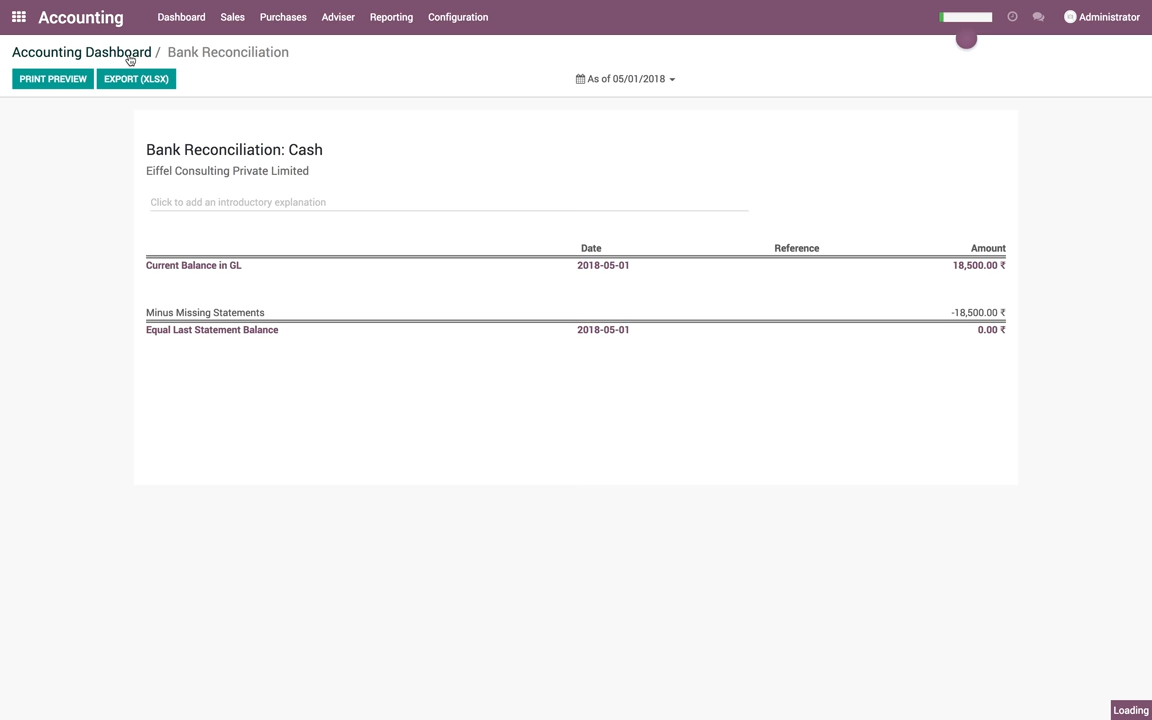 Accounting Dashboard Sales Purchases Adviser Reporting Configuration Administrator
Accounting Dashboard / Bank Reconciliation
PRINT PREVIEW EXPORT (XLSX) As of 05/01/2018
Bank Reconciliation: Cash
Eiffel Consulting Private Limited
Click to add an introductory explanation
Date Reference Amount
Current Balance in GL 2018-05-01 18,500.00 ₹
Minus Missing Statements -18,500.00 ₹
Equal Last Statement Balance 2018-05-01 0.00 ₹
Loading